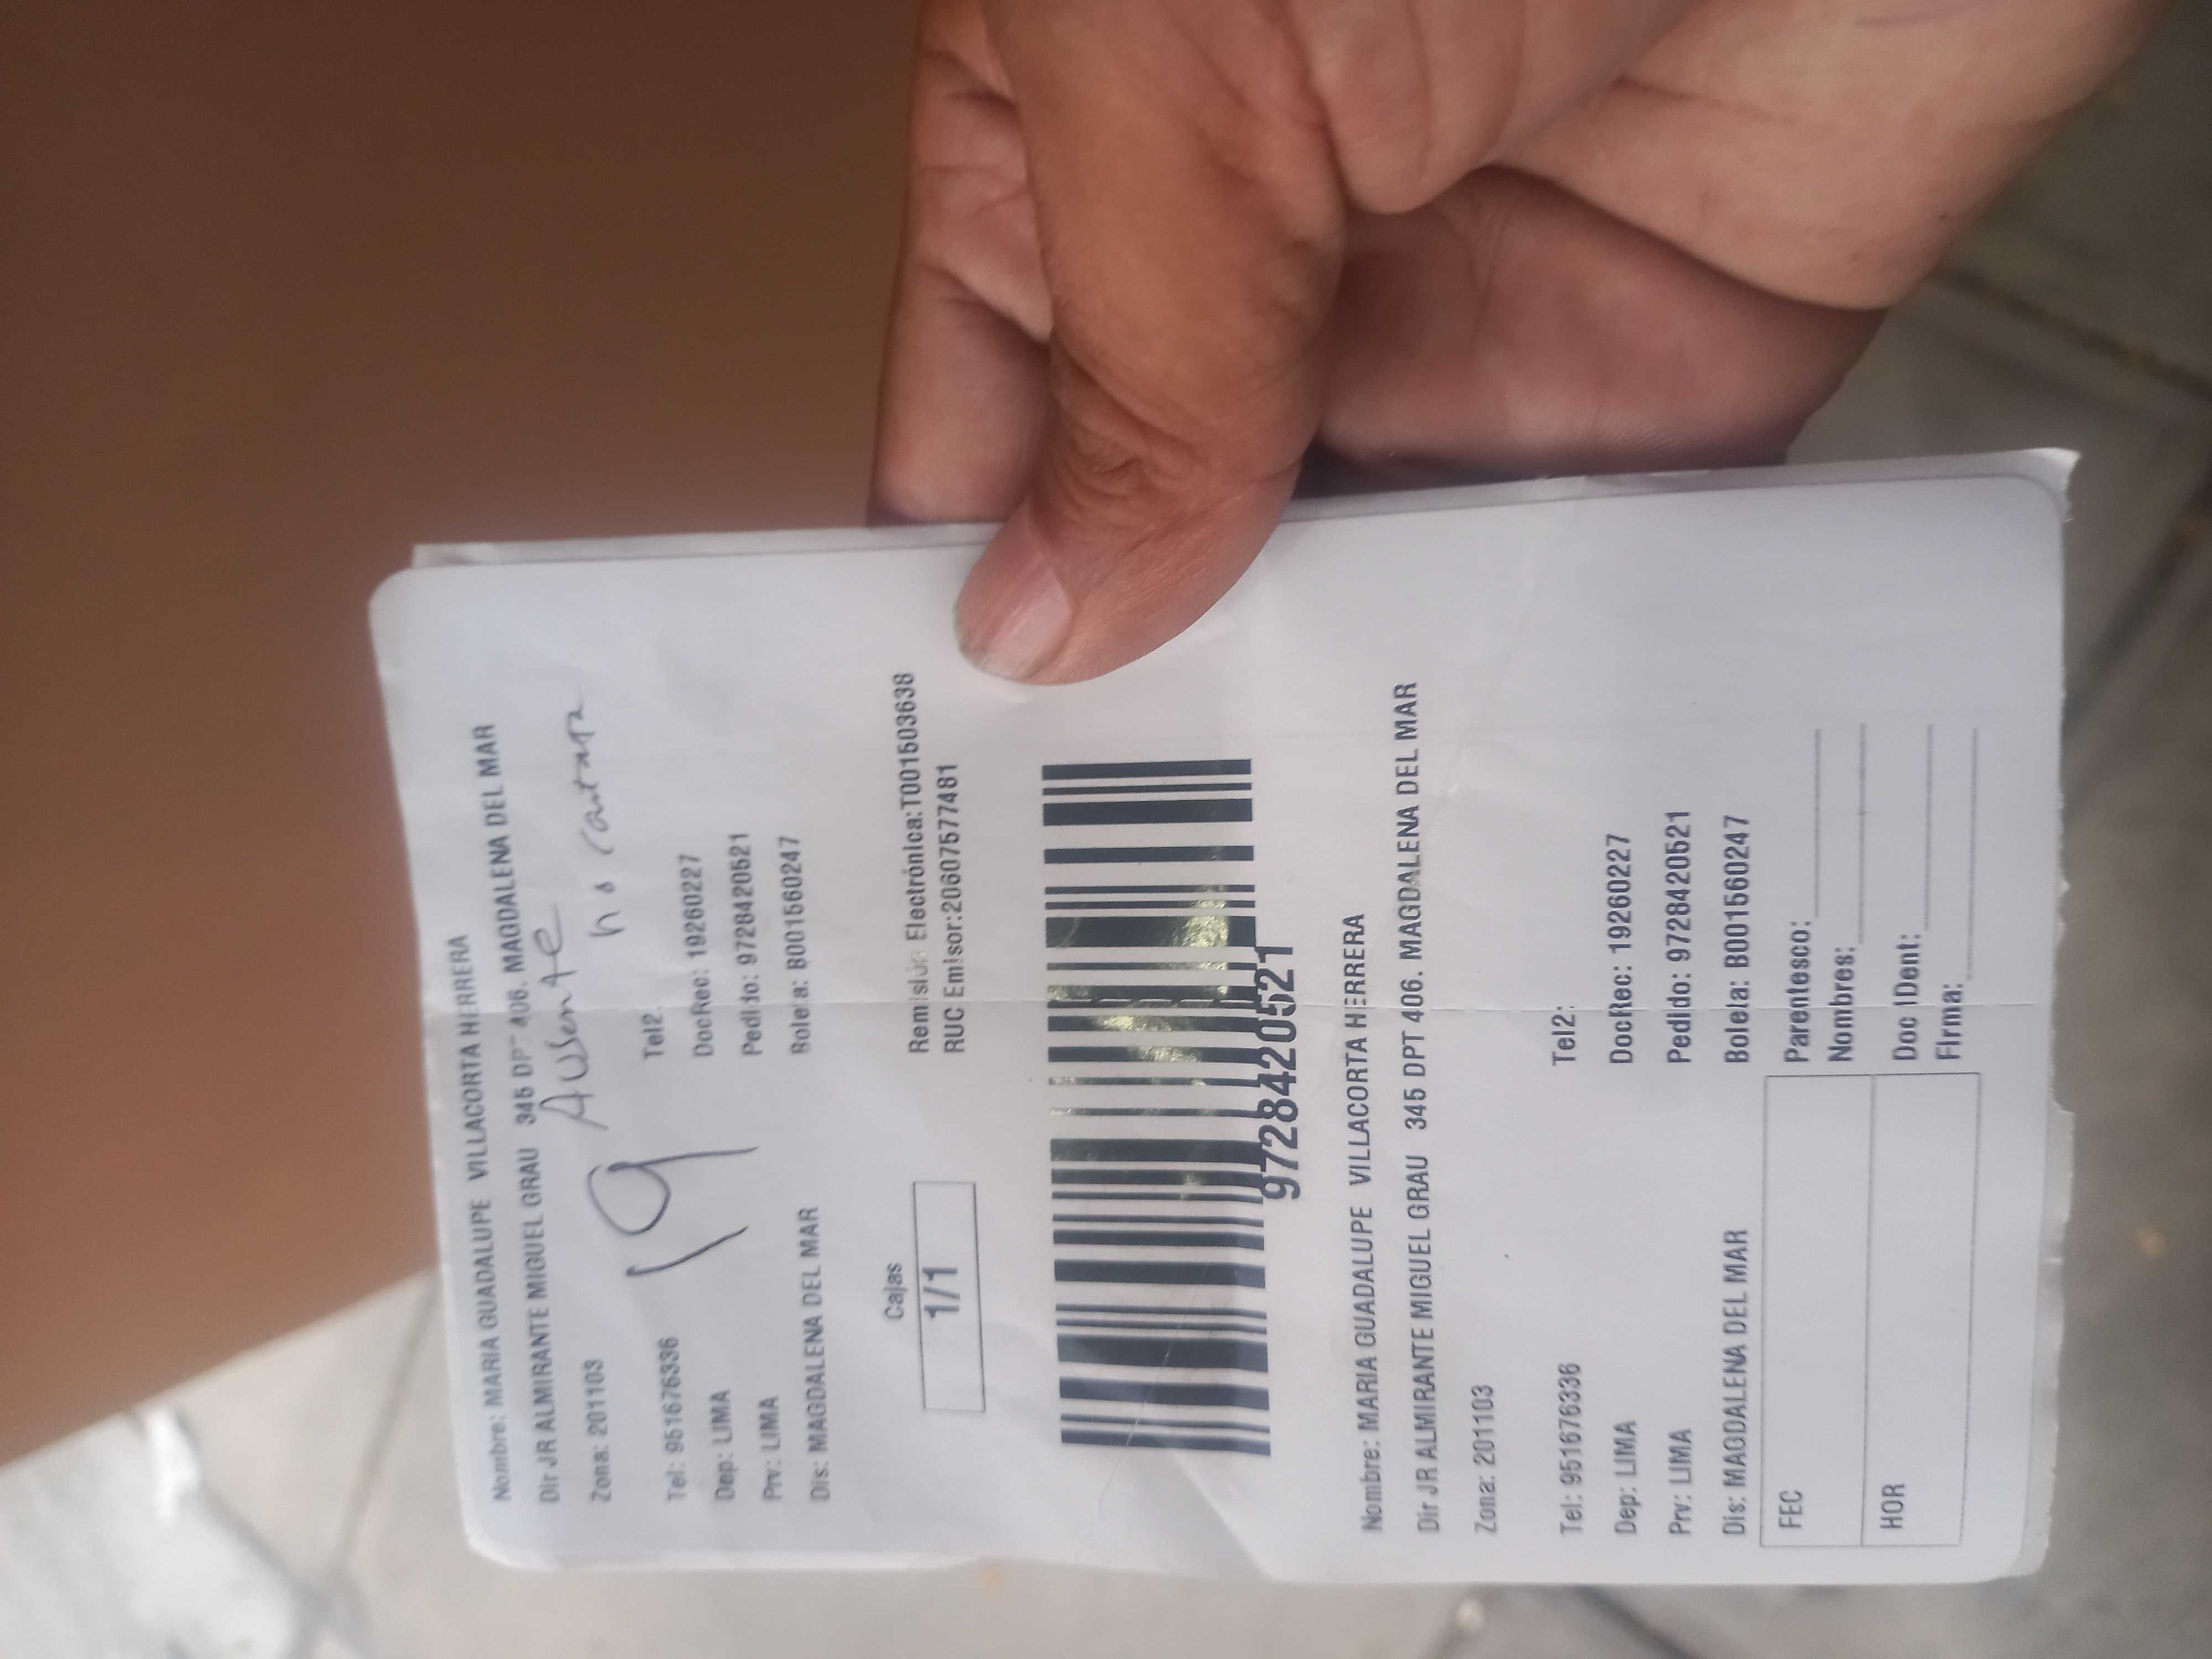 Nombre: MARIA GUADALUPE VILLACORTA HERRERA
Dir JR ALMIRANTE MIGUEL GRAU 345 DPT 406. MAGDALENA DEL MAR
Ausente
Zona: 201103
no
19
Tel: 951676336 Tel2:
Dep: LIMA DocRec: 19260227
Prv: LIMA Pedido: 9728420521
Dis: MAGDALENA DEL MAR Boleta: B001560247
Cajas
1/1
Remisión Electrónica:T001503638
RUC Emisor:20607577481
9728420521
Nombre: MARIA GUADALUPE VILLACORTA HERRERA
Dir JR ALMIRANTE MIGUEL GRAU 345 DPT 406. MAGDALENA DEL MAR
Zona: 201103
Tel: 951676336 Tel2:
Dep: LIMA DocRec: 19260227
Prv: LIMA Pedido: 9728420521
Dis: MAGDALENA DEL MAR Boleta: B001560247
FEC
HOR
Parentesco:
Nombres:
Doc IDent:
Firma: